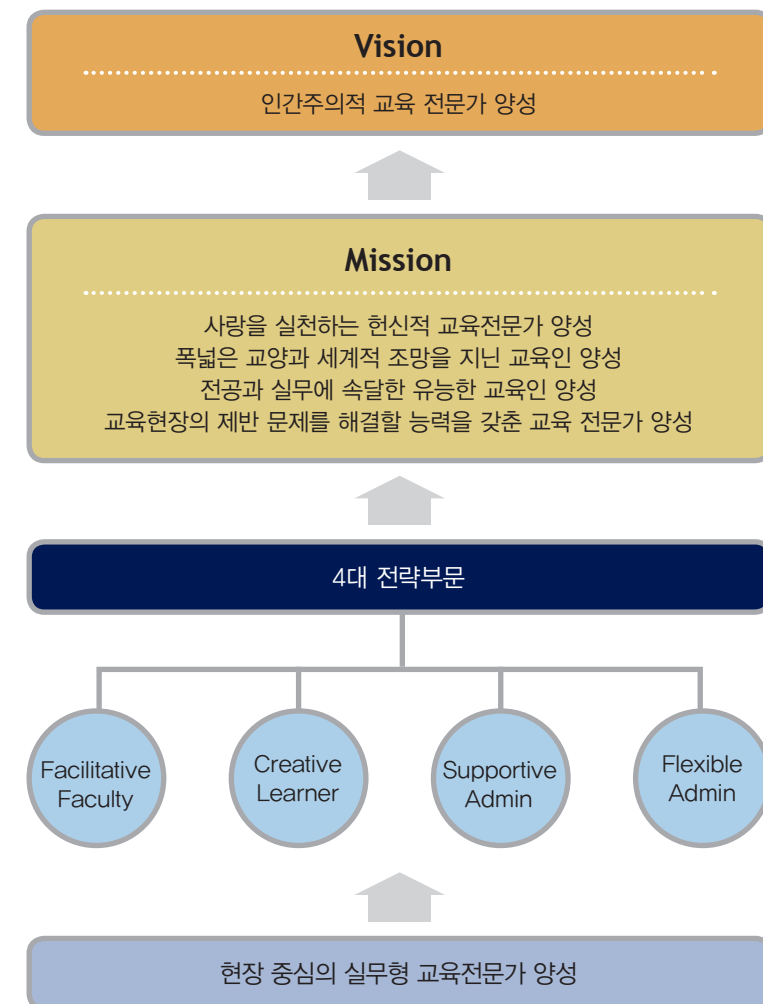 Vision
인간주의적 교육 전문가 양성
Mission
사랑을 실천하는 헌신적 교육전문가 양성
폭넓은 교양과 세계적 조망을 지닌 교육인 양성
전공과 실무에 속달한 유능한 교육인 양성
교육현장의 제반 문제를 해결할 능력을 갖춘 교육 전문가 양성
4대 전략부문
Facilitative
Faculty
Creative
Learner
Supportive
Admin
Flexible
Admin
현장 중심의 실무형 교육전문가 양성